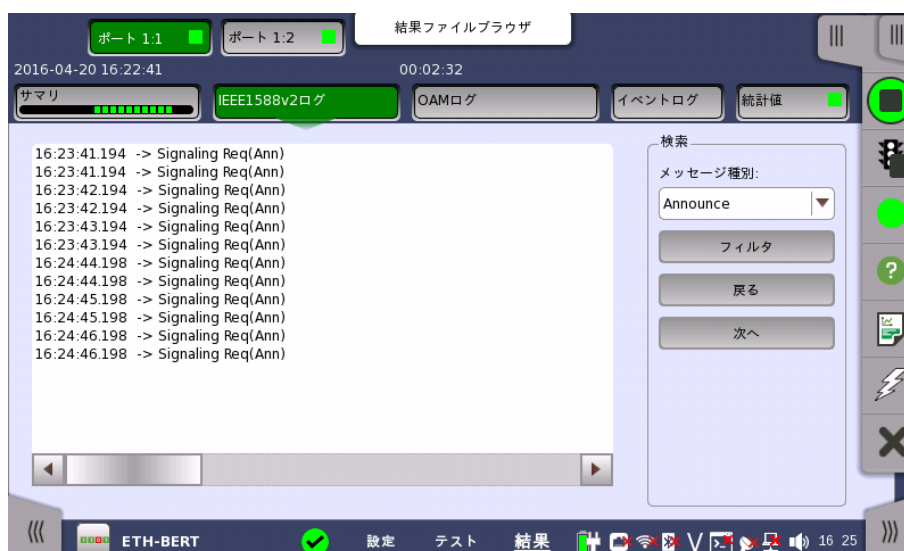 結果ファイルブラウザ
ポート 1:1
ポート 1:2
2016-04-20 16:22:41
00:02:32
サマリ
IEEE1588v2ログ
OAMログ
イベントログ
統計値
16:23:41.194 -> Signaling Req(Ann)
16:23:41.194 -> Signaling Req(Ann)
16:23:42.194 -> Signaling Req(Ann)
16:23:42.194 -> Signaling Req(Ann)
16:23:43.194 -> Signaling Req(Ann)
16:23:43.194 -> Signaling Req(Ann)
16:24:44.198 -> Signaling Req(Ann)
16:24:44.198 -> Signaling Req(Ann)
16:24:45.198 -> Signaling Req(Ann)
16:24:45.198 -> Signaling Req(Ann)
16:24:46.198 -> Signaling Req(Ann)
16:24:46.198 -> Signaling Req(Ann)
検索
メッセージ種別:
Announce
フィルタ
戻る
次へ
ETH-BERT
設定
テスト
結果
16 25